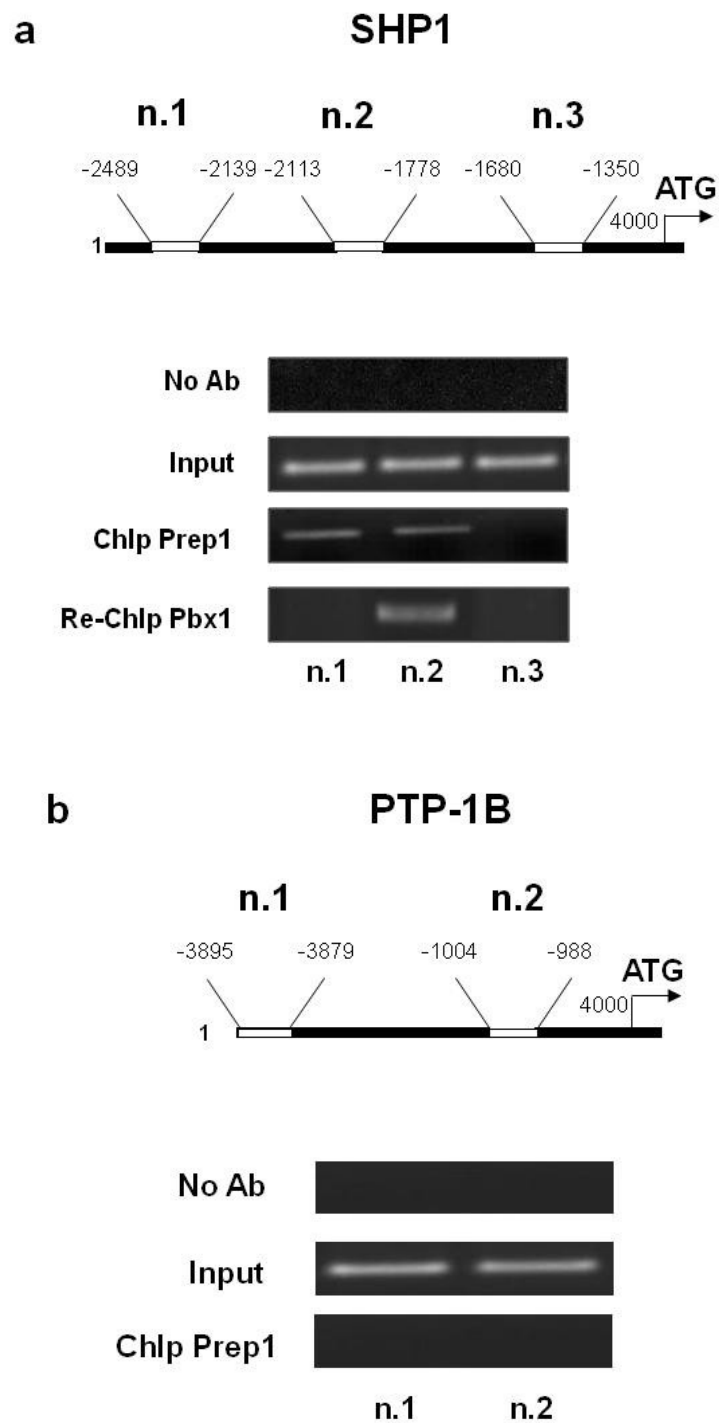 a SHP1
n.1 n.2 n.3
-2489 -2139 -2113 -1778 -1680 -1350
ATG
4000
1
No Ab
Input
ChIp Prep1
Re-ChIp Pbx1
n.1 n.2 n.3
b PTP-1B
n.1 n.2
-3895 -3879 -1004 -988
ATG
4000
1
No Ab
Input
ChIp Prep1
n.1 n.2